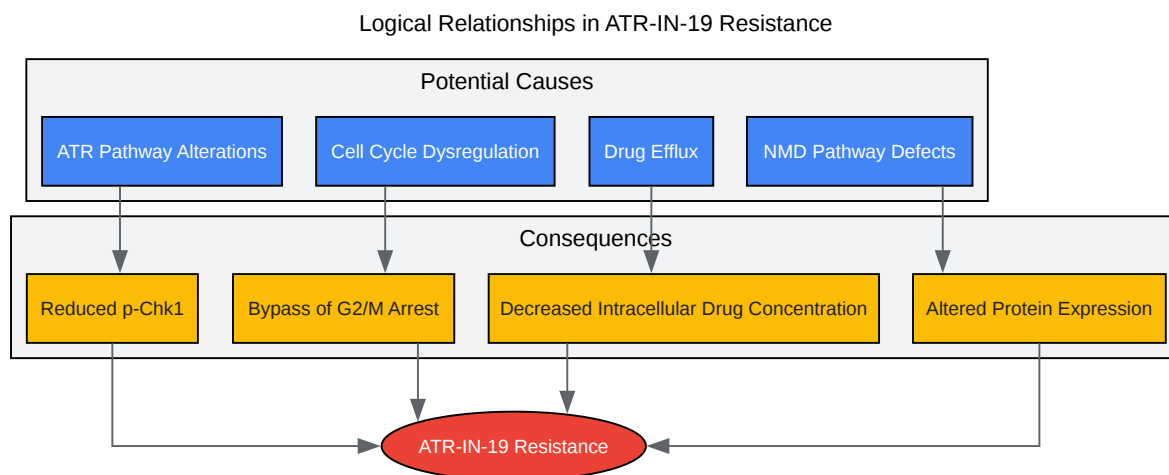 Logical Relationships in ATR-IN-19 Resistance
Potential Causes
ATR Pathway Alterations
Cell Cycle Dysregulation
Drug Efflux
NMD Pathway Defects
Consequences
Reduced p-Chk1
Bypass of G2/M Arrest
Decreased Intracellular Drug Concentration
Altered Protein Expression
ATR-IN-19 Resistance